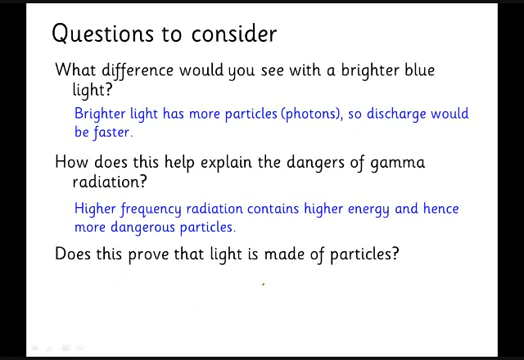 Questions to consider
What difference would you see with a brighter blue
light?
Brighter light has more particles (photons), so discharge would
be faster.
How does this help explain the dangers of gamma
radiation?
Higher frequency radiation contains higher energy and hence
more dangerous particles.
Does this prove that light is made of particles?